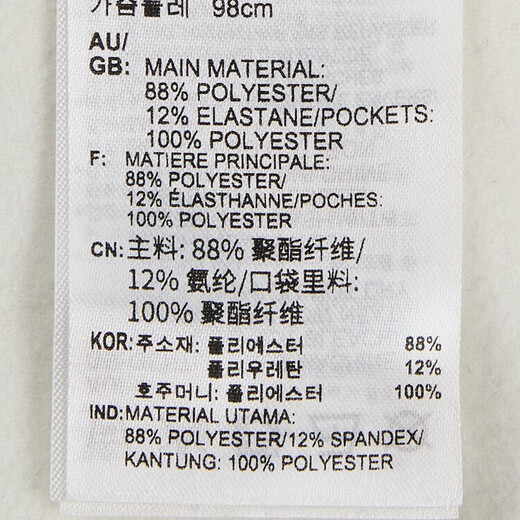 가슴둘레 98cm
AU/
GB: MAIN MATERIAL:
88% POLYESTER/
12% ELASTANE/POCKETS:
100% POLYESTER
F: MATIERE PRINCIPALE:
88% POLYESTER/
12% ÉLASTHANNE/POCHES:
100% POLYESTER
CN: 主料: 88% 聚酯纤维/
12% 氨纶/口袋里料:
100% 聚酯纤维
KOR: 주소재: 폴리에스터 88%
폴리우레탄 12%
호주머니: 폴리에스터 100%
IND: MATERIAL UTAMA:
88% POLYESTER/12% SPANDEX/
KANTUNG: 100% POLYESTER